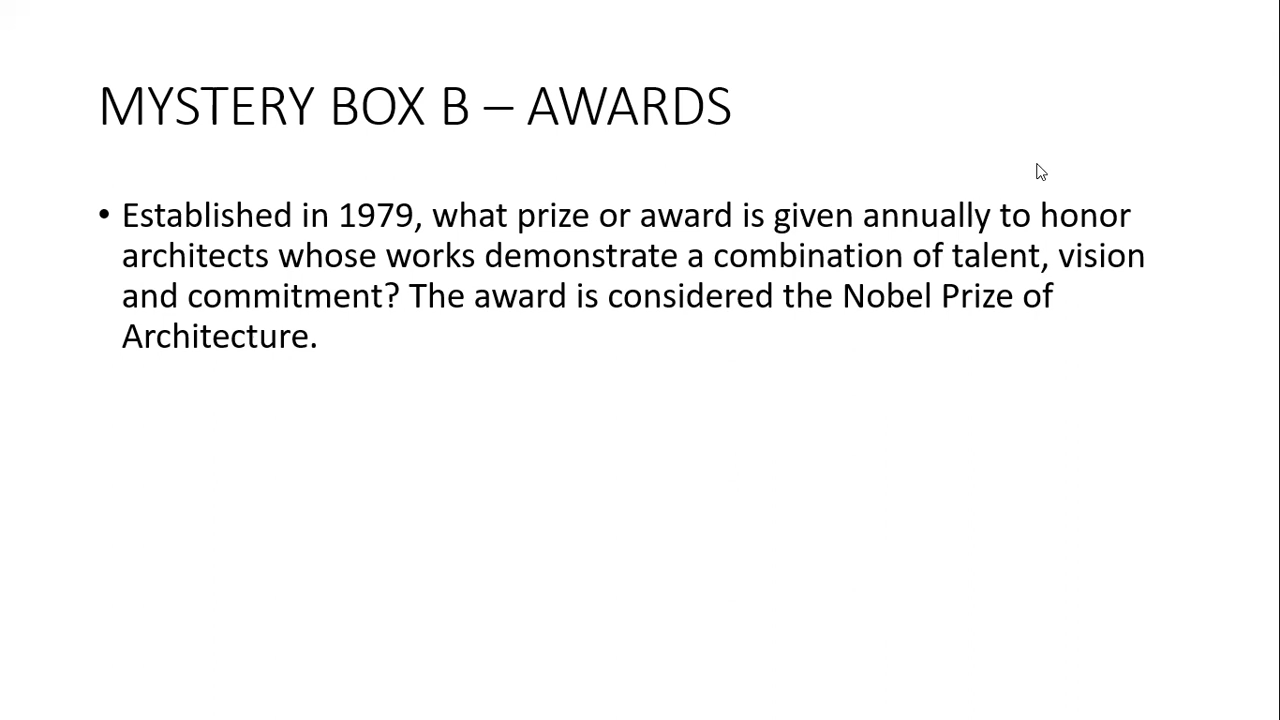 MYSTERY BOX B – AWARDS
• Established in 1979, what prize or award is given annually to honor
architects whose works demonstrate a combination of talent, vision
and commitment? The award is considered the Nobel Prize of
Architecture.